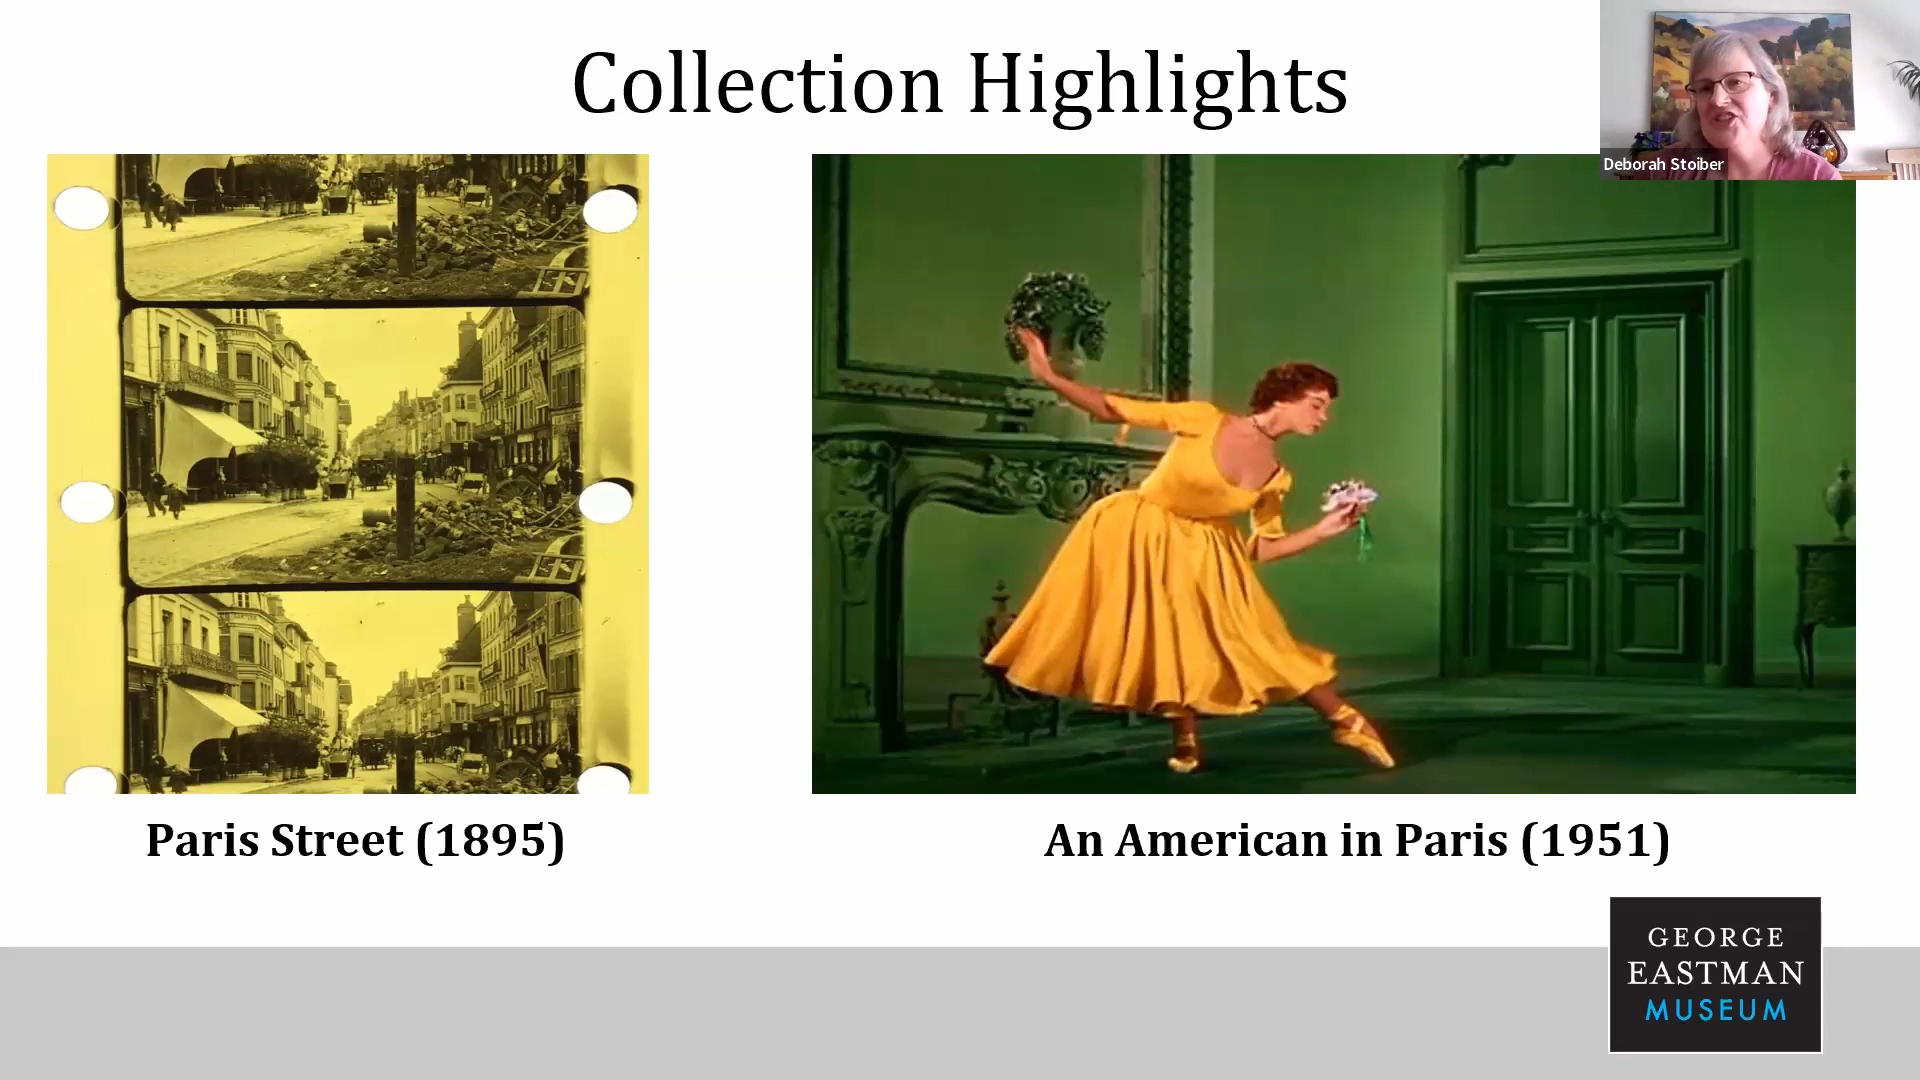 Collection Highlights
Deborah Stoiber
Paris Street (1895)
An American in Paris (1951)
GEORGE
EASTMAN
MUSEUM